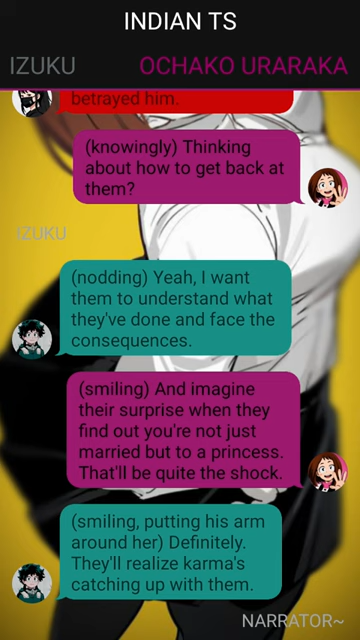 INDIAN TS
IZUKU OCHAKO URARAKA
betrayed him.
(knowingly) Thinking
about how to get back at
them?
IZUKU
(nodding) Yeah, I want
them to understand what
they've done and face the
consequences.
(smiling) And imagine
their surprise when they
find out you're not just
married but to a princess.
That'll be quite the shock.
(smiling, putting his arm
around her) Definitely.
They'll realize karma's
catching up with them.
NARRATOR~